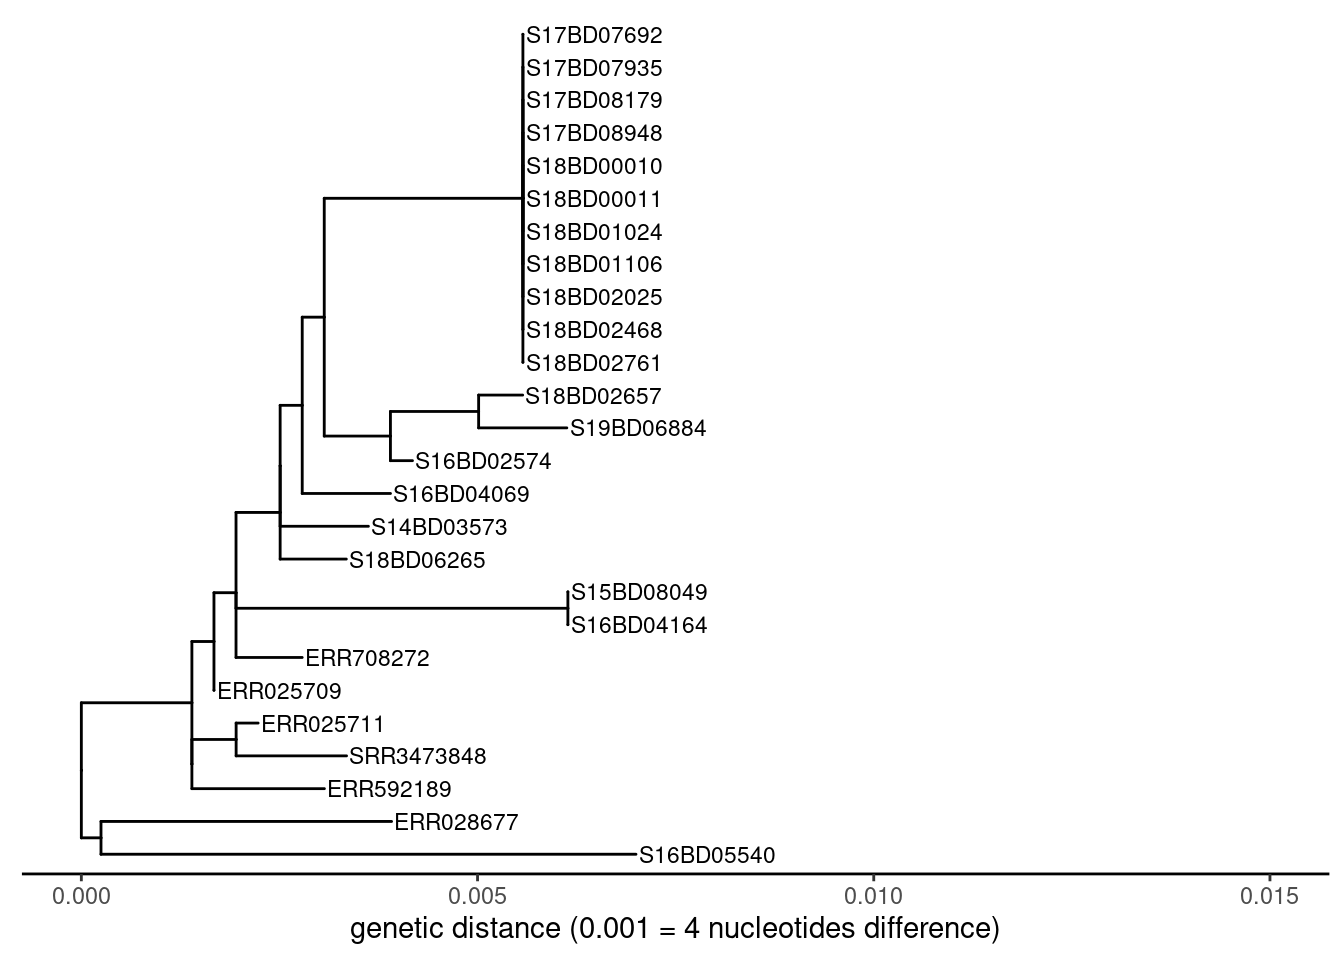 S17BD07692
S17BD07935
S17BD08179
S17BD08948
S18BD00010
S18BD00011
S18BD01024
S18BD01106
S18BD02025
S18BD02468
S18BD02761
S18BD02657
S19BD06884
S16BD02574
S16BD04069
S14BD03573
S18BD06265
S15BD08049
S16BD04164
ERR708272
ERR025709
ERR025711
SRR3473848
ERR592189
ERR028677
S16BD05540
0.000 0.005 0.010 0.015
genetic distance (0.001 = 4 nucleotides difference)